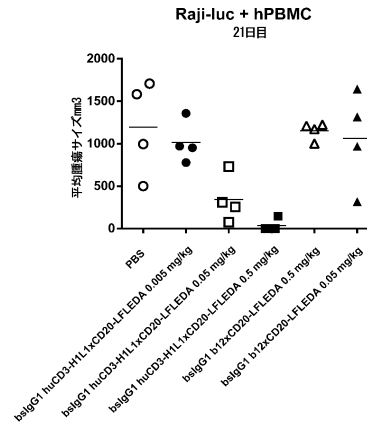 Raji-luc + hPBMC
21日目
平均腫瘍サイズmm3
2000
1500
1000
500
0
PBS
bsIgG1 huCD3-H1L1xCD20-LFLEDA 0.005 mg/kg
bsIgG1 huCD3-H1L1xCD20-LFLEDA 0.05 mg/kg
bsIgG1 huCD3-H1L1xCD20-LFLEDA 0.5 mg/kg
bsIgG1 b12xCD20-LFLEDA 0.5 mg/kg
bsIgG1 b12xCD20-LFLEDA 0.05 mg/kg